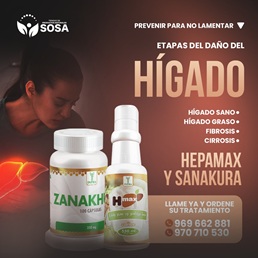 SOSA
PREVENIR PARA NO LAMENTAR
ETAPAS DEL DAÑO DEL
HÍGADO
HÍGADO SANO
HÍGADO GRASO
FIBROSIS
CIRROSIS
HEPAMAX
Y SANAKURA
ZANAKH
Hmax
LLAME YA Y ORDENE
SU TRATAMIENTO
969 662 881
970 710 530